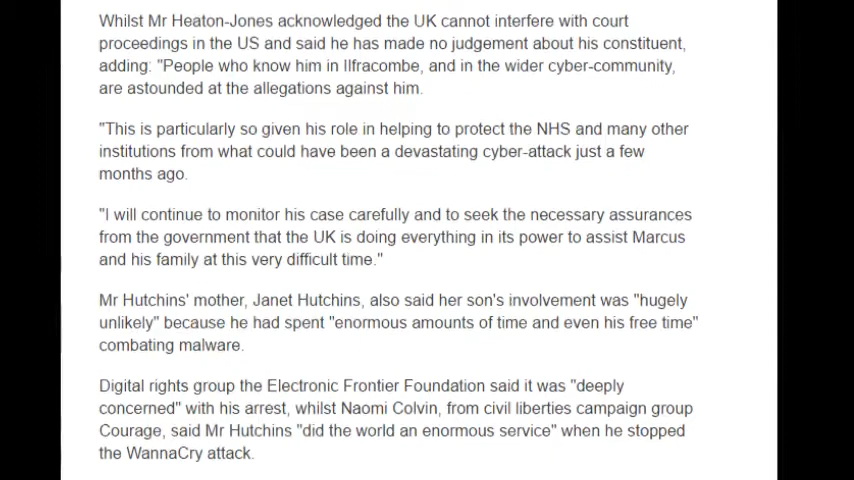 Whilst Mr Heaton-Jones acknowledged the UK cannot interfere with court
proceedings in the US and said he has made no judgement about his constituent,
adding: "People who know him in Ilfracombe, and in the wider cyber-community,
are astounded at the allegations against him.
"This is particularly so given his role in helping to protect the NHS and many other
institutions from what could have been a devastating cyber-attack just a few
months ago.
"I will continue to monitor his case carefully and to seek the necessary assurances
from the government that the UK is doing everything in its power to assist Marcus
and his family at this very difficult time."
Mr Hutchins' mother, Janet Hutchins, also said her son's involvement was "hugely
unlikely" because he had spent "enormous amounts of time and even his free time"
combating malware.
Digital rights group the Electronic Frontier Foundation said it was "deeply
concerned" with his arrest, whilst Naomi Colvin, from civil liberties campaign group
Courage, said Mr Hutchins "did the world an enormous service" when he stopped
the WannaCry attack.